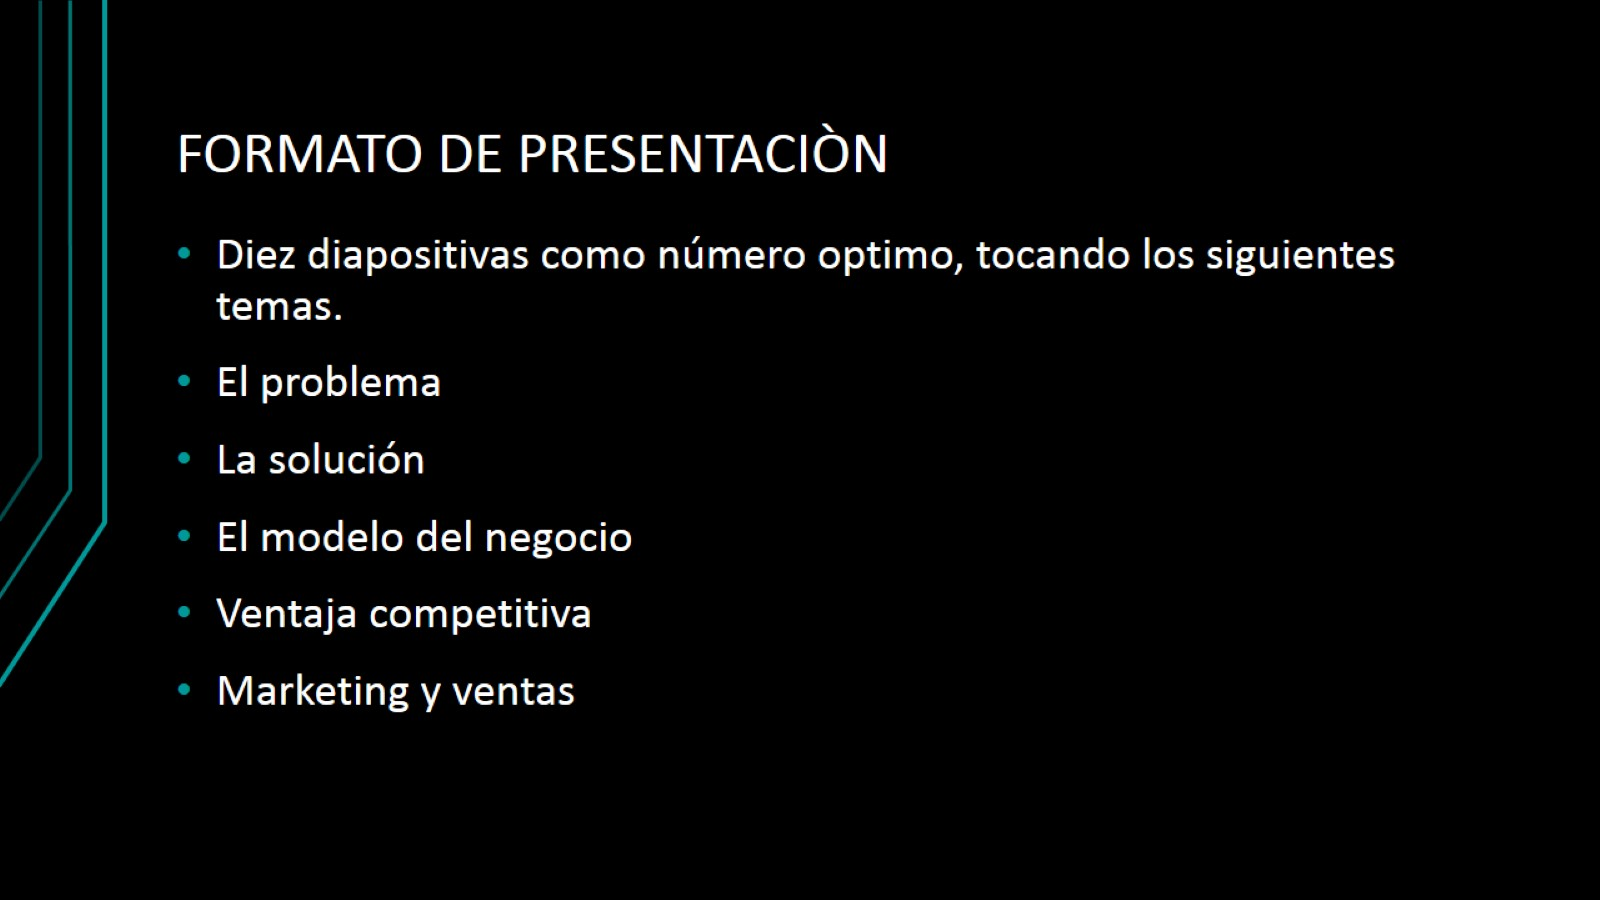 FORMATO DE PRESENTACIÒN
• Diez diapositivas como número optimo, tocando los siguientes
temas.
• El problema
• La solución
• El modelo del negocio
• Ventaja competitiva
• Marketing y ventas